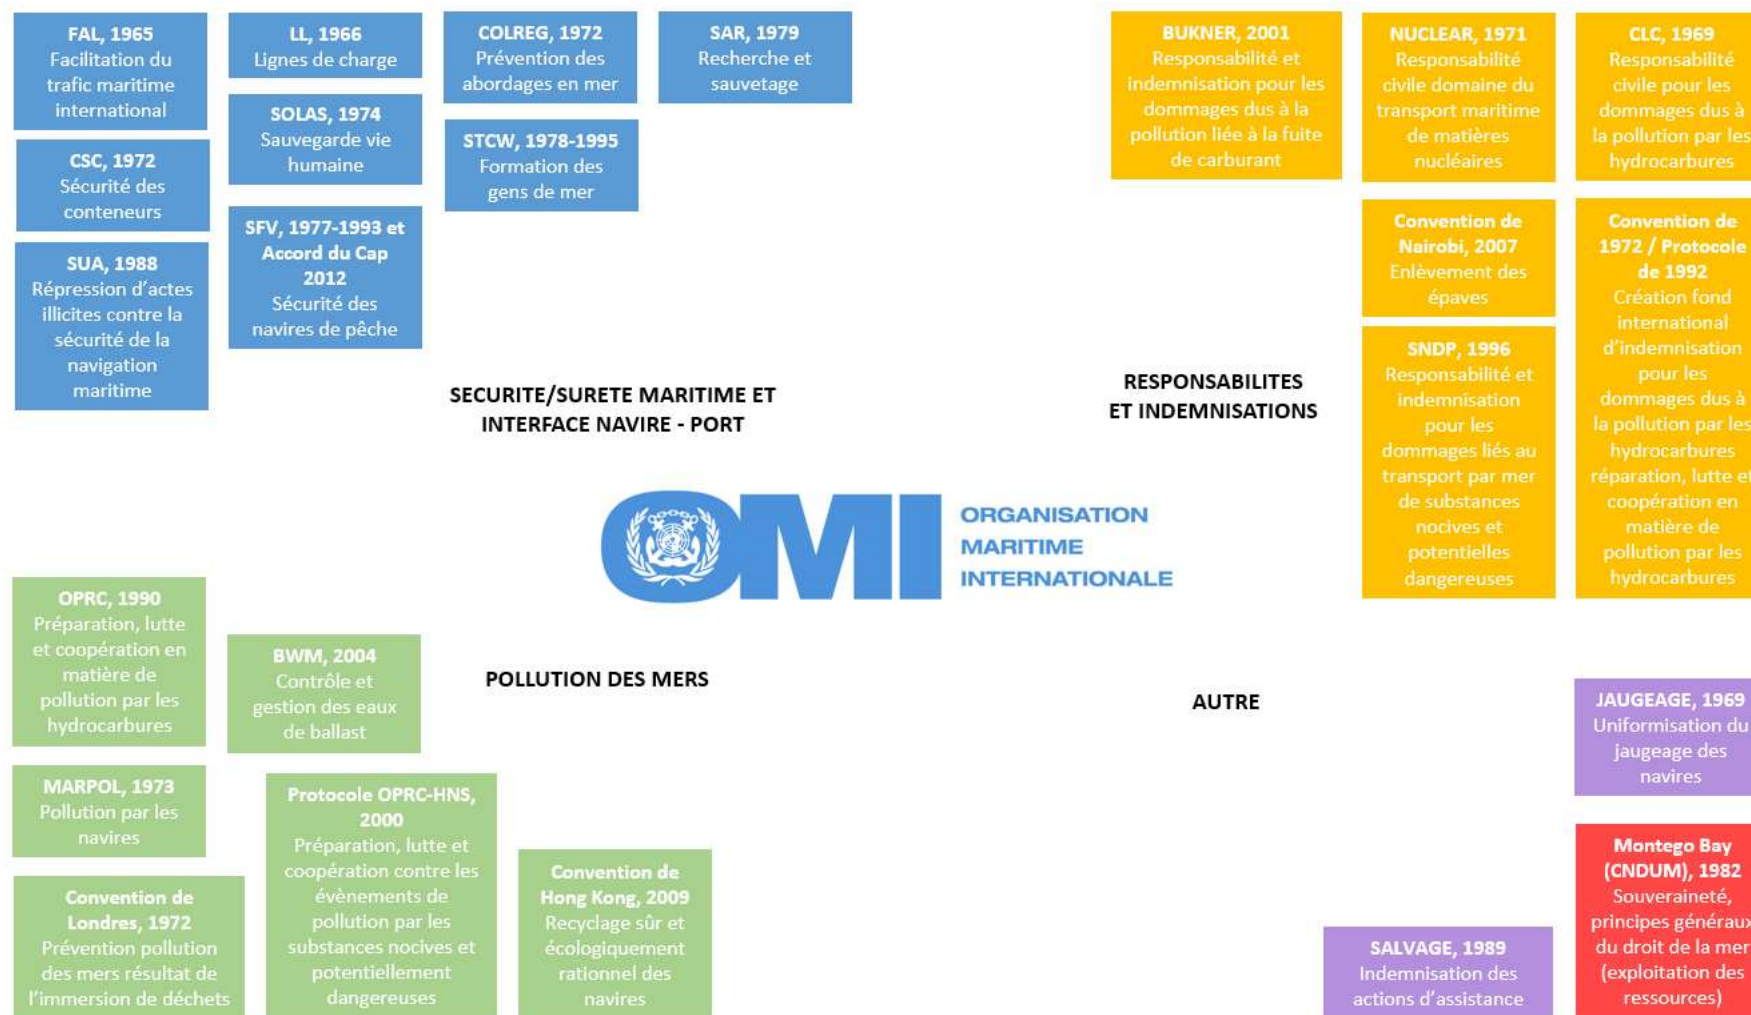 FAL, 1965
Facilitation du
trafic maritime
international
CSC, 1972
Sécurité des
conteneurs
SUA, 1988
Répression d'actes
illicites contre la
sécurité de la
navigation
maritime
LL, 1966
Lignes de charge
SOLAS, 1974
Sauvegarde vie
humaine
SFV, 1977-1993 et
Accord du Cap
2012
Sécurité des
navires de pêche
COLREG, 1972
Prévention des
abordages en mer
STCW, 1978-1995
Formation des
gens de mer
SAR, 1979
Recherche et
sauvetage
SECURITE/SURETE MARITIME ET
INTERFACE NAVIRE - PORT
BUKNER, 2001
Responsabilité et
indemnisation pour les
dommages dus à la
pollution liée à la fuite
de carburant
NUCLEAR, 1971
Responsabilité
civile domaine du
transport maritime
de matières
nucléaires
Convention de
Nairobi, 2007
Enlèvement des
épaves
SNDP, 1996
Responsabilité et
indemnisation
pour les
dommages liés au
transport par mer
de substances
nocives et
potentielles
dangereuses
CLC, 1969
Responsabilité
civile pour les
dommages dus à
la pollution par les
hydrocarbures
Convention de
1972 / Protocole
de 1992
Création fond
international
d'indemnisation
pour les
dommages dus à
la pollution par les
hydrocarbures
réparation, lutte et
coopération en
matière de
pollution par les
hydrocarbures
RESPONSABILITES
ET INDEMNISATIONS
OMI
ORGANISATION
MARITIME
INTERNATIONALE
OPRC, 1990
Préparation, lutte
et coopération en
matière de
pollution par les
hydrocarbures
MARPOL, 1973
Pollution par les
navires
Convention de
Londres, 1972
Prévention pollution
des mers résultat de
l'immersion de déchets
BWM, 2004
Contrôle et
gestion des eaux
de ballast
Protocole OPRC-HNS,
2000
Préparation, lutte et
coopération contre les
évènements de
pollution par les
substances nocives et
potentiellement
dangereuses
Convention de
Hong Kong, 2009
Recyclage sûr et
écologiquement
rationnel des
navires
POLLUTION DES MERS
AUTRE
JAUGEAGE, 1969
Uniformisation du
jaugeage des
navires
SALVAGE, 1989
Indemnisation des
actions d'assistance
Montego Bay
(CNDUM), 1982
Souveraineté,
principes généraux
du droit de la mer
(exploitation des
ressources)